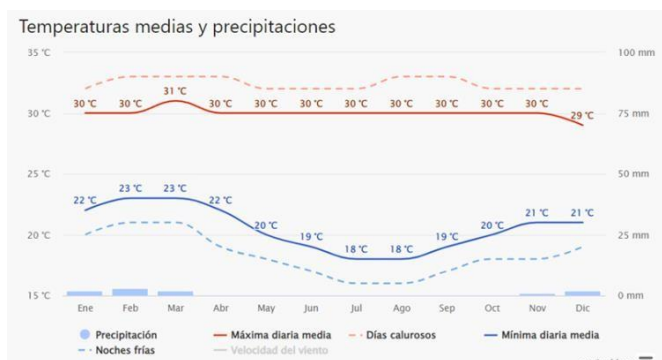 Temperaturas medias y precipitaciones
35 °C
100 mm
31 °C
30 °C 30 °C 30 °C 30 °C 30 °C 30 °C 30 °C 30 °C 30 °C 30 °C
30 °C
75 mm
29 °C
25 °C
50 mm
23 °C 23 °C
22 °C 22 °C
21 °C 21 °C
20 °C 20 °C
19 °C 19 °C
18 °C 18 °C
20 °C
25 mm
15 °C
0 mm
Ene Feb Mar Abr May Jun Jul Ago Sep Oct Nov Dic
Precipitación Máxima diaria media Días calurosos Mínima diaria media
Noches frías Velocidad del viento